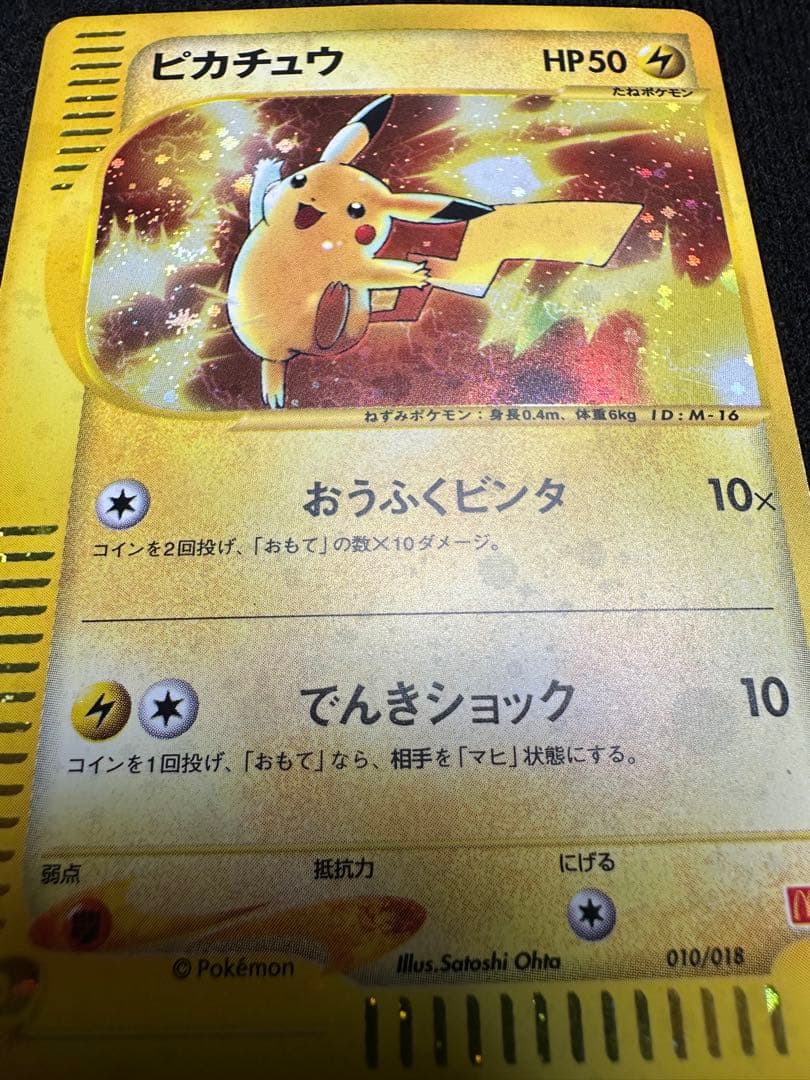 ピカチュウ HP50
たねポケモン
ねずみポケモン：身長0.4m、体重6kg ID：M-16
おうふくビンタ 10×
コインを2回投げ、「おもて」の数×10ダメージ。
でんきショック 10
コインを1回投げ、「おもて」なら、相手を「マヒ」状態にする。
弱点 抵抗力 にげる
©Pokémon Illus.Satoshi Ohta 010/018